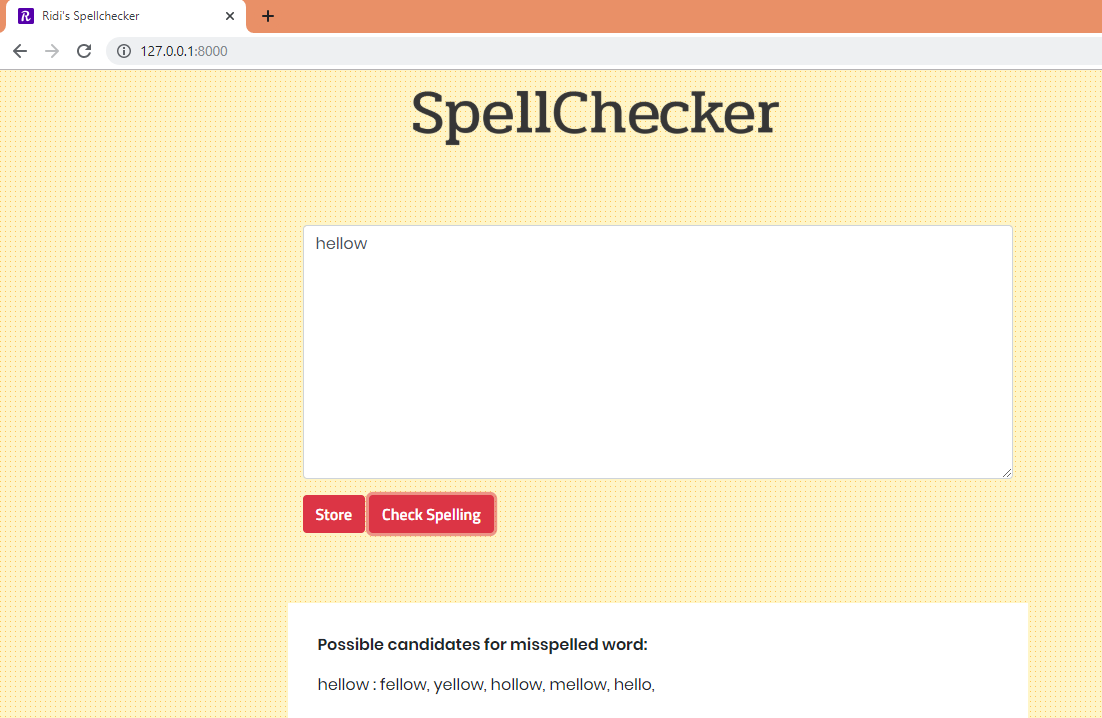 Ridi's Spellchecker
127.0.0.1:8000
SpellChecker
hellow
Store Check Spelling
Possible candidates for misspelled word:
hellow : fellow, yellow, hollow, mellow, hello,